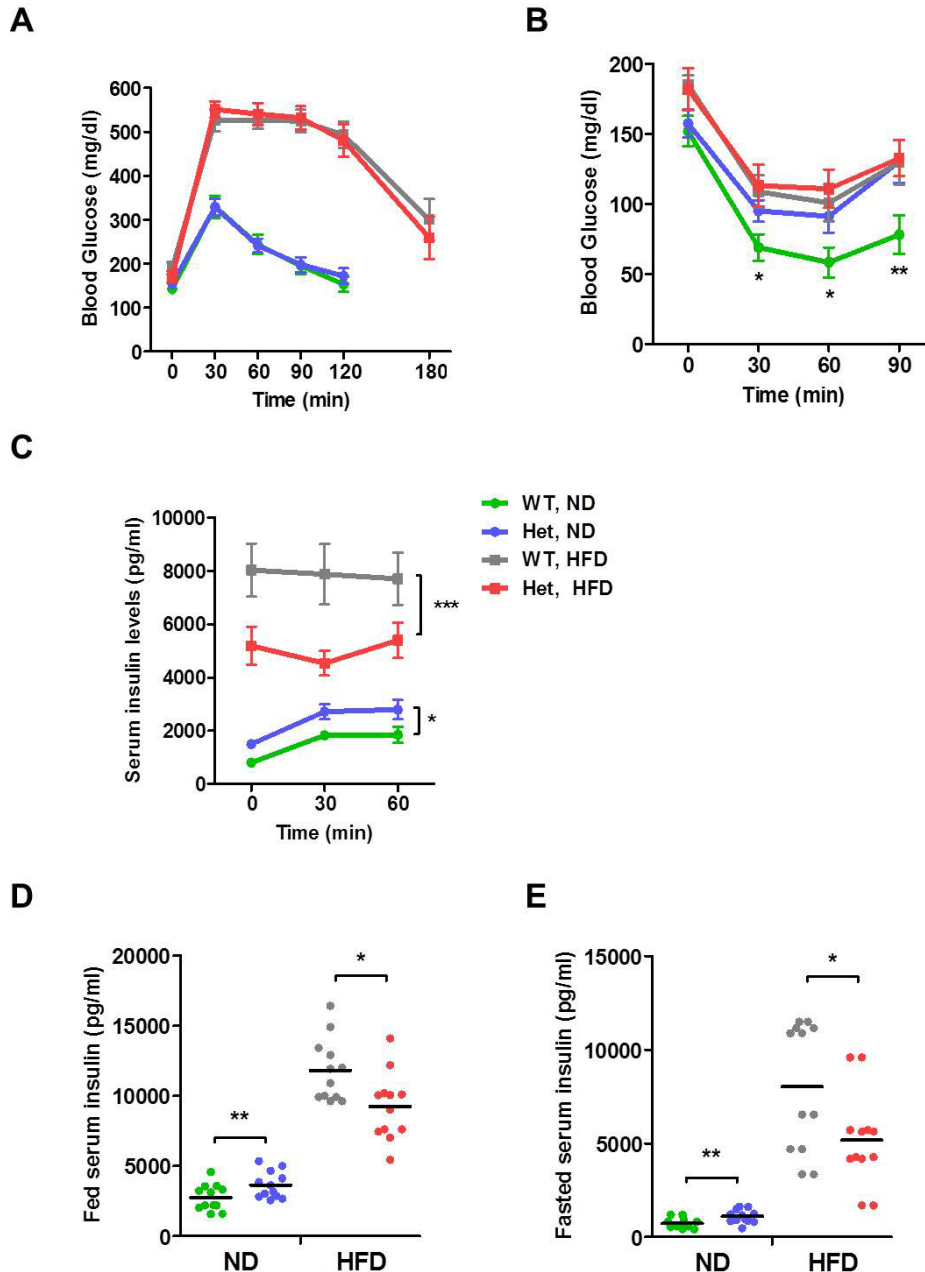 A
600
500
400
300
200
100
0
Blood Glucose (mg/dl)
0 30 60 90 120 180
Time (min)
B
200
150
100
50
0
Blood Glucose (mg/dl)
* * **
0 30 60 90
Time (min)
C
10000
8000
6000
4000
2000
0
Serum insulin levels (pg/ml)
***
*
0 30 60
Time (min)
WT, ND
Het, ND
WT, HFD
Het, HFD
D
20000
15000
10000
5000
0
Fed serum insulin (pg/ml)
**
*
ND HFD
E
15000
10000
5000
0
Fasted serum insulin (pg/ml)
**
*
ND HFD